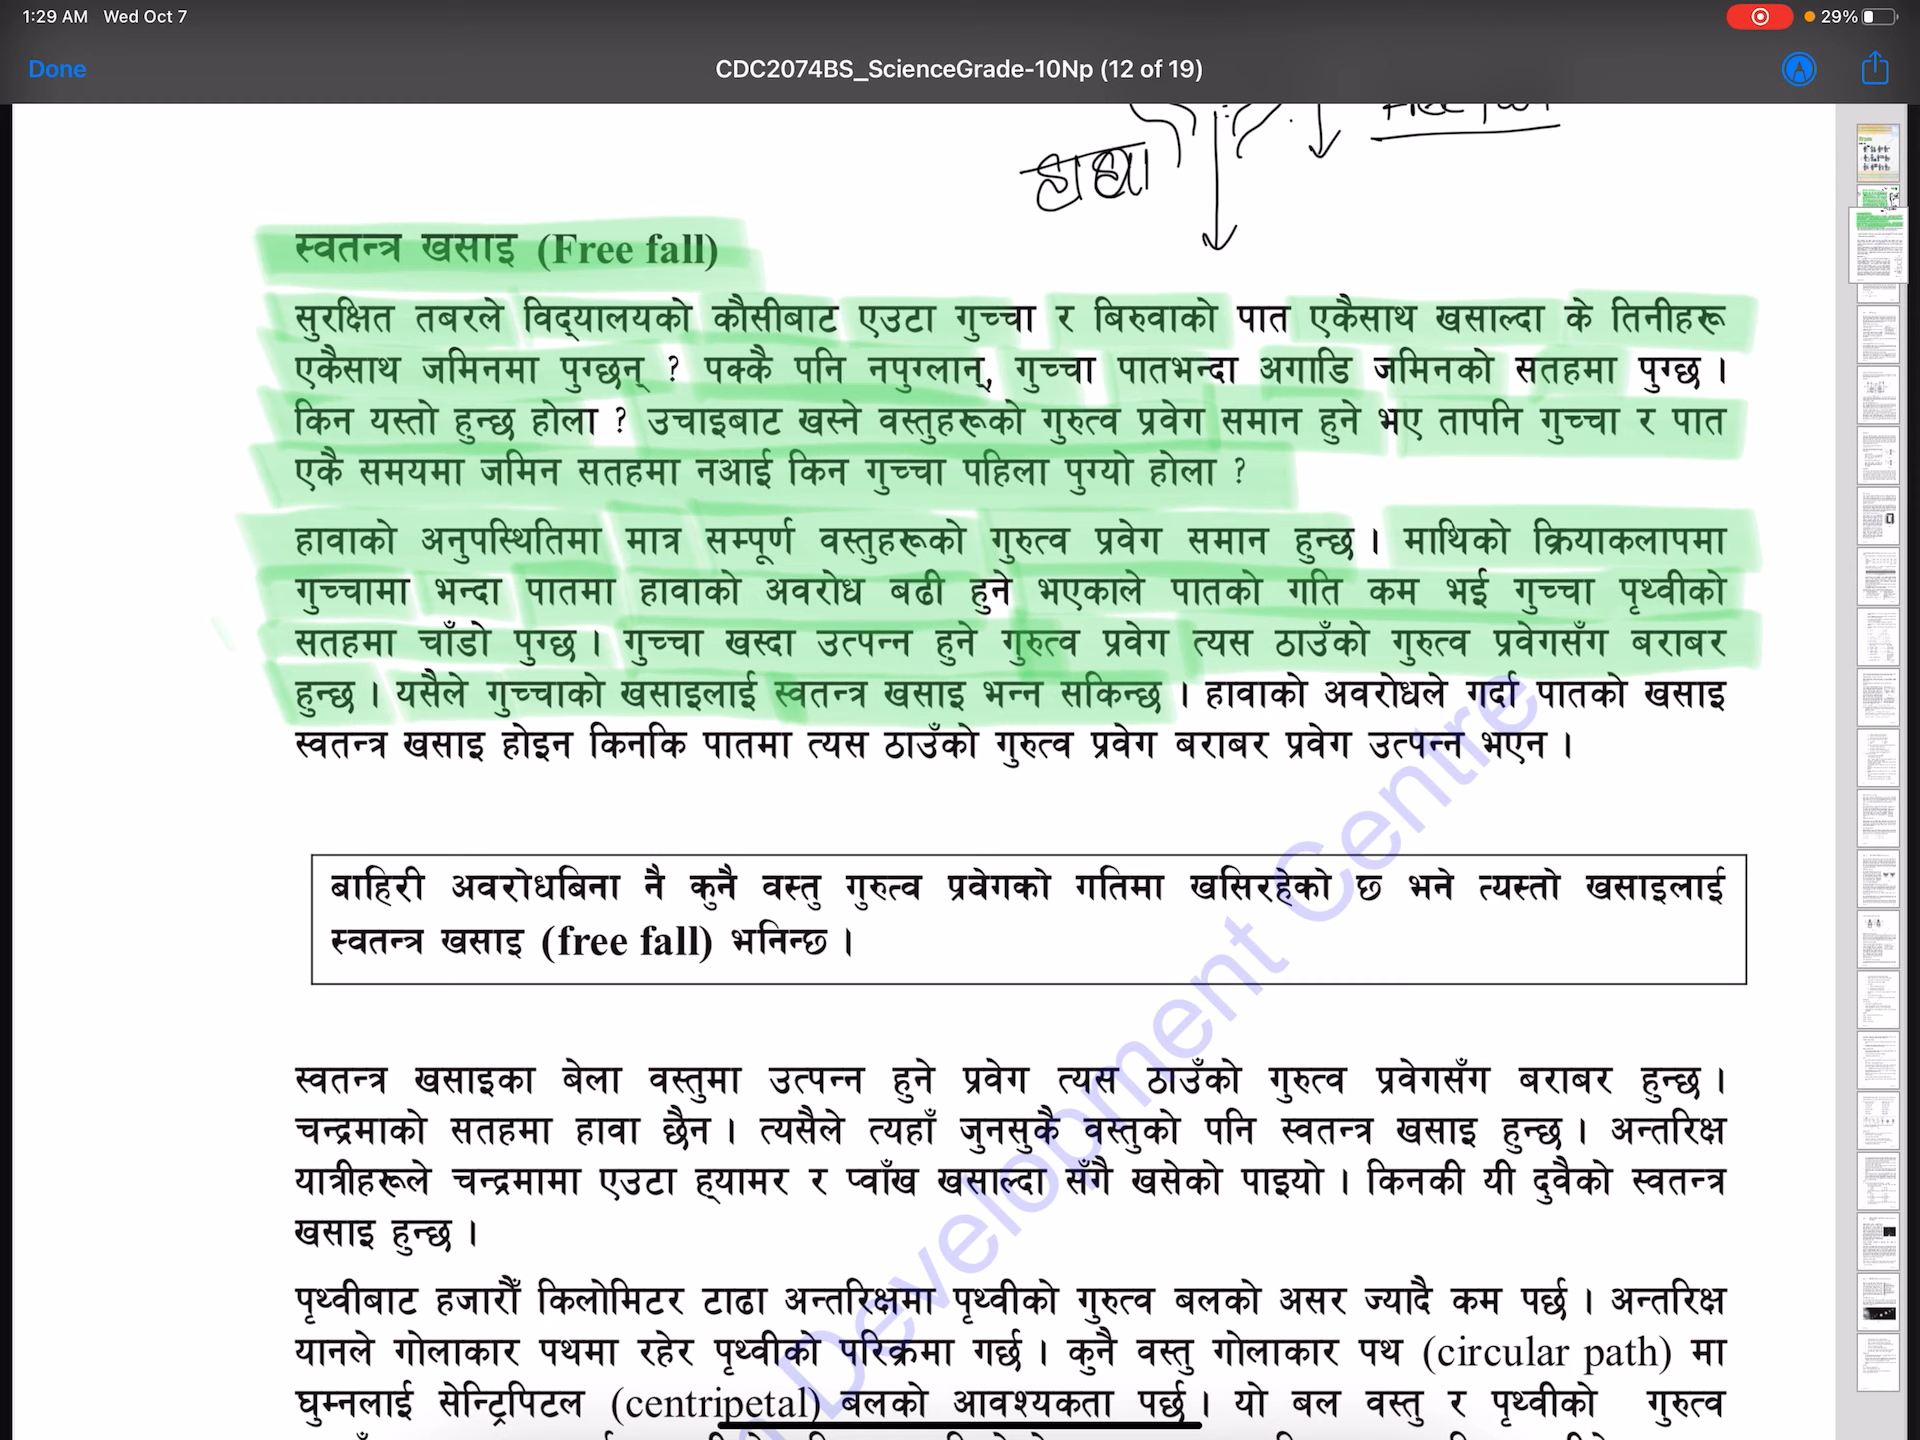 1:29 AM Wed Oct 7
29%
Done
CDC2074BS_ScienceGrade-10Np (12 of 19)
स्वतन्त्र खसाइ (Free fall)
सुरक्षित तबरले विद्यालयको कौसीबाट एउटा गुच्चा र बिरुवाको पात एकैसाथ खसाल्दा के तिनीहरू
एकैसाथ जमिनमा पुग्छन् ? पक्कै पनि नपुग्लान्, गुच्चा पातभन्दा अगाडि जमिनको सतहमा पुग्छ ।
किन यस्तो हुन्छ होला ? उचाइबाट खस्ने वस्तुहरूको गुरुत्व प्रवेग समान हुने भए तापनि गुच्चा र पात
एकै समयमा जमिन सतहमा नआई किन गुच्चा पहिला पुग्यो होला ?
हावाको अनुपस्थितिमा मात्र सम्पूर्ण वस्तुहरूको गुरुत्व प्रवेग समान हुन्छ । माथिको क्रियाकलापमा
गुच्चामा भन्दा पातमा हावाको अवरोध बढी हुने भएकाले पातको गति कम भई गुच्चा पृथ्वीको
सतहमा चाँडो पुग्छ । गुच्चा खस्दा उत्पन्न हुने गुरुत्व प्रवेग त्यस ठाउँको गुरुत्व प्रवेगसँग बराबर
हुन्छ । यसैले गुच्चाको खसाइलाई स्वतन्त्र खसाइ भन्न सकिन्छ । हावाको अवरोधले गर्दा पातको खसाइ
स्वतन्त्र खसाइ होइन किनकि पातमा त्यस ठाउँको गुरुत्व प्रवेग बराबर प्रवेग उत्पन्न भएन ।
बाहिरी अवरोधबिना नै कुनै वस्तु गुरुत्व प्रवेगको गतिमा खसिरहेको छ भने त्यस्तो खसाइलाई
स्वतन्त्र खसाइ (free fall) भनिन्छ ।
स्वतन्त्र खसाइका बेला वस्तुमा उत्पन्न हुने प्रवेग त्यस ठाउँको गुरुत्व प्रवेगसँग बराबर हुन्छ ।
चन्द्रमाको सतहमा हावा छैन । त्यसैले त्यहाँ जुनसुकै वस्तुको पनि स्वतन्त्र खसाइ हुन्छ । अन्तरिक्ष
यात्रीहरूले चन्द्रमामा एउटा ह्यामर र प्वाँख खसाल्दा सँगै खसेको पाइयो । किनकी यी दुवैको स्वतन्त्र
खसाइ हुन्छ ।
पृथ्वीबाट हजारौँ किलोमिटर टाढा अन्तरिक्षमा पृथ्वीको गुरुत्व बलको असर ज्यादै कम पर्छ । अन्तरिक्ष
यानले गोलाकार पथमा रहेर पृथ्वीको परिक्रमा गर्छ । कुनै वस्तु गोलाकार पथ (circular path) मा
घुम्नलाई सेन्ट्रिपिटल (centripetal) बलको आवश्यकता पर्छ । यो बल वस्तु र पृथ्वीको गुरुत्व
Development Centre